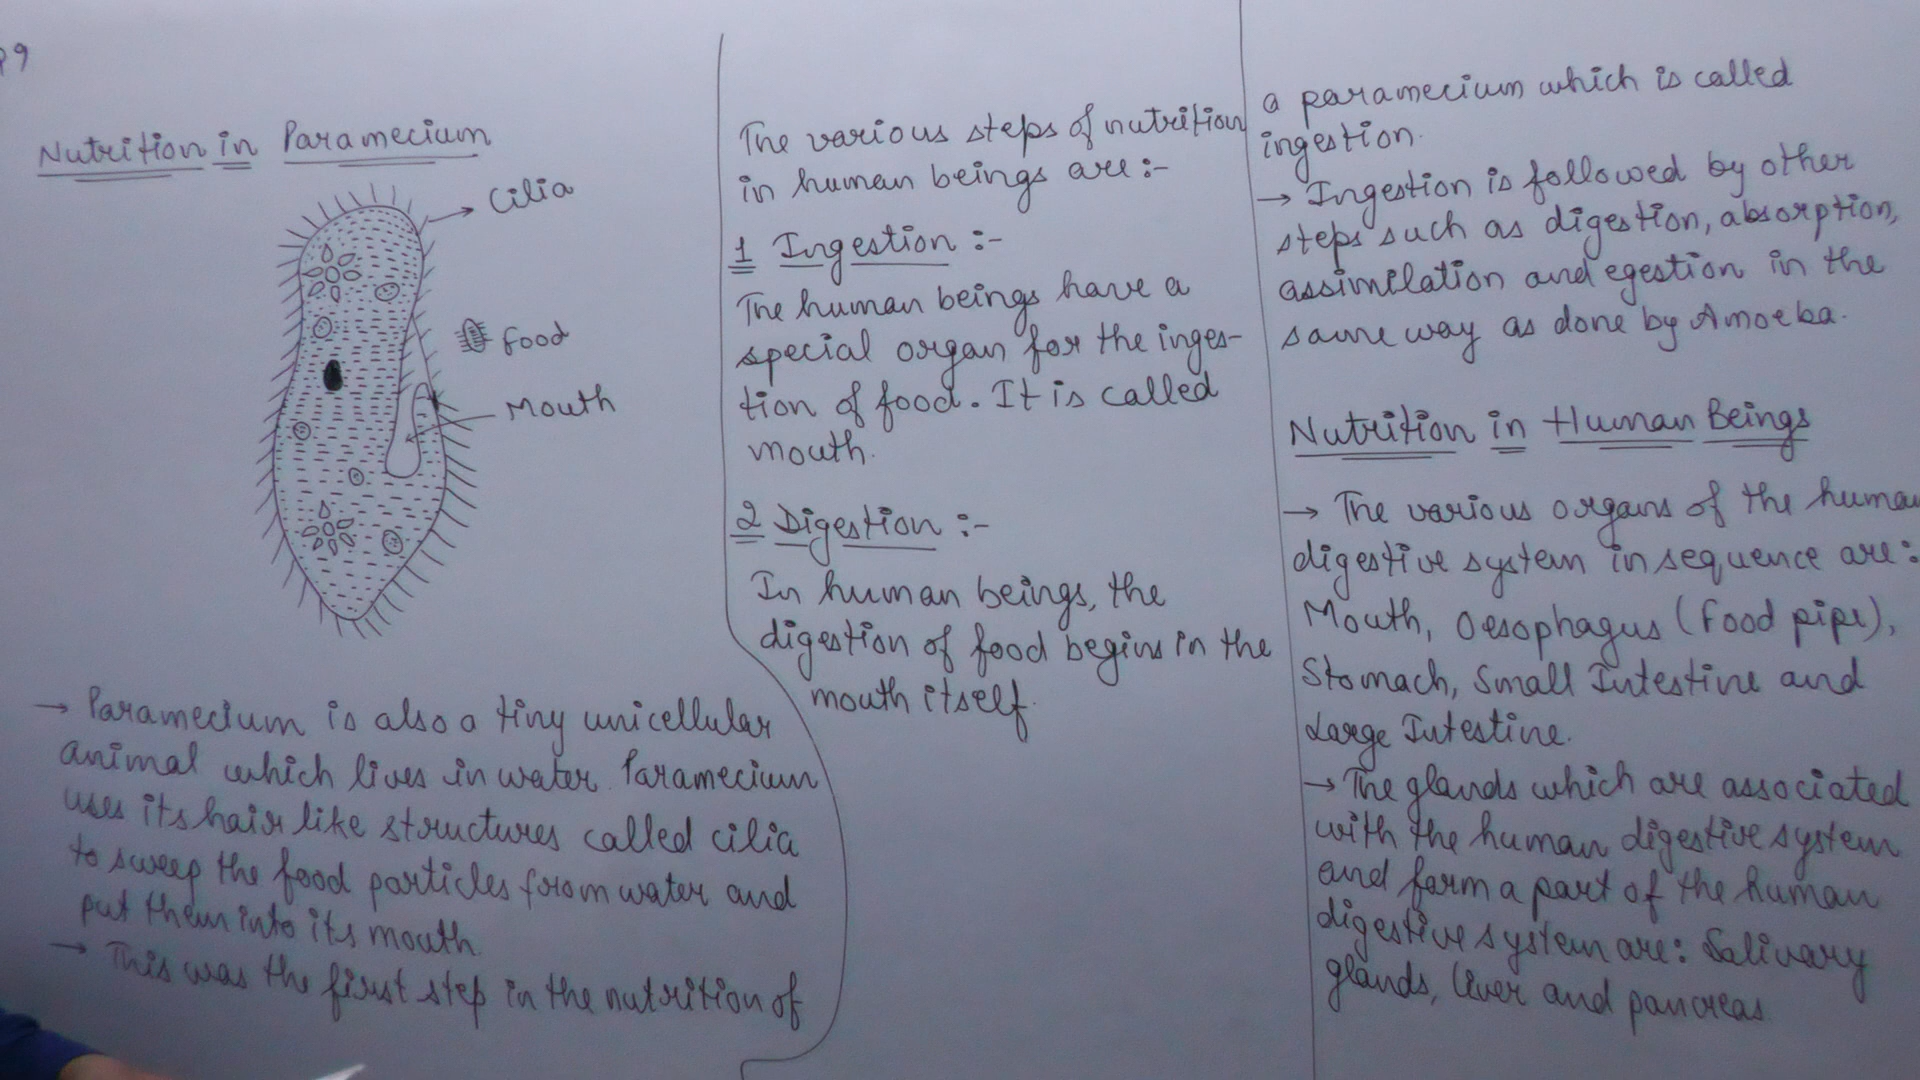 Nutrition in Paramecium
Cilia
food
Mouth
→ Paramecium is also a tiny unicellular
animal which lives in water. Paramecium
uses its hair like structures called cilia
to sweep the food particles from water and
put them into its mouth.
→ This was the first step in the nutrition of
a paramecium which is called
ingestion.
→ Ingestion is followed by other
steps such as digestion, absorption,
assimilation and egestion in the
same way as done by Amoeba.
Nutrition in Human Beings
→ The various organs of the human
digestive system in sequence are:
Mouth, Oesophagus (Food pipe),
Stomach, Small Intestine and
Large Intestine.
→ The glands which are associated
with the human digestive system
and form a part of the human
digestive system are: Salivary
glands, liver and pancreas
The various steps of nutrition
in human beings are :-
1 Ingestion :-
The human beings have a
special organ for the inges-
tion of food. It is called
mouth.
2 Digestion :-
In human beings, the
digestion of food begins in the
mouth itself.